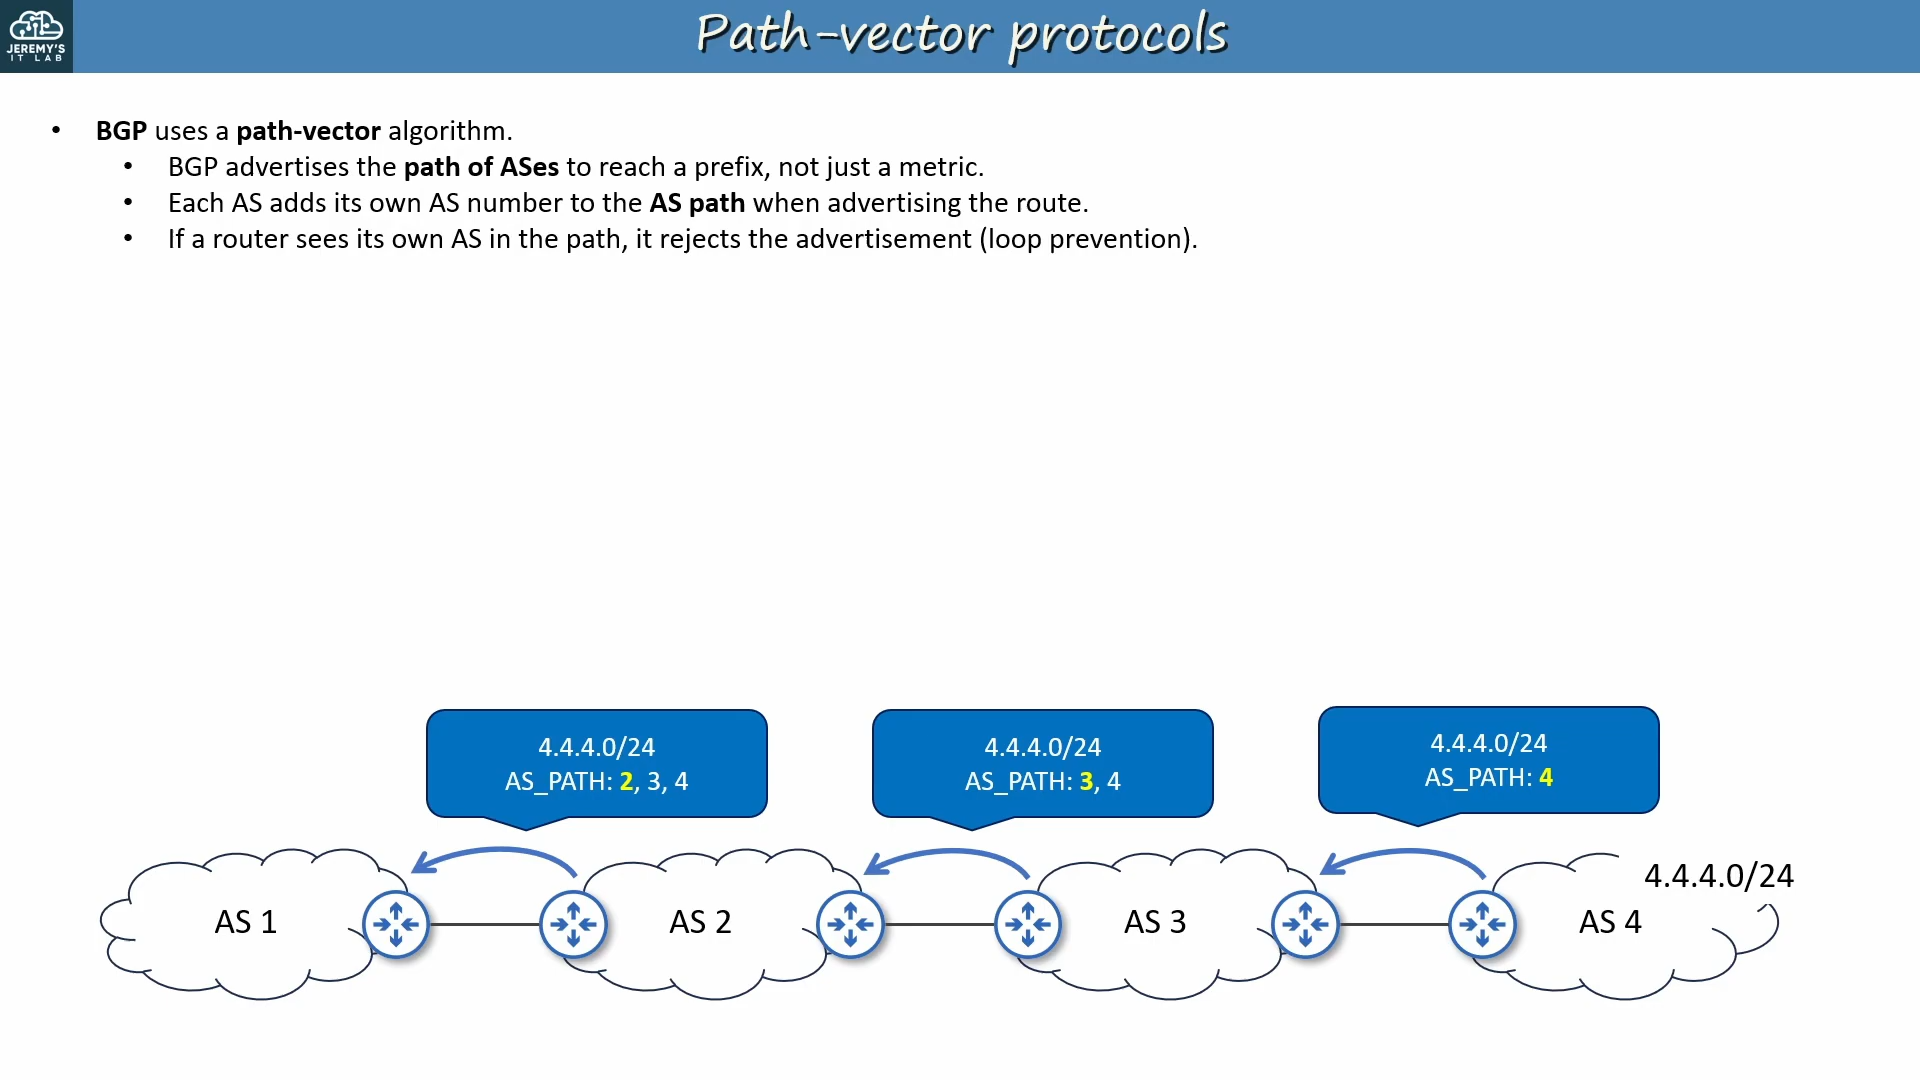 JEREMY'S
IT LAB
Path-vector protocols
• BGP uses a path-vector algorithm.
• BGP advertises the path of ASes to reach a prefix, not just a metric.
• Each AS adds its own AS number to the AS path when advertising the route.
• If a router sees its own AS in the path, it rejects the advertisement (loop prevention).
4.4.4.0/24
AS_PATH: 2, 3, 4
4.4.4.0/24
AS_PATH: 3, 4
4.4.4.0/24
AS_PATH: 4
4.4.4.0/24
AS 1
AS 2
AS 3
AS 4